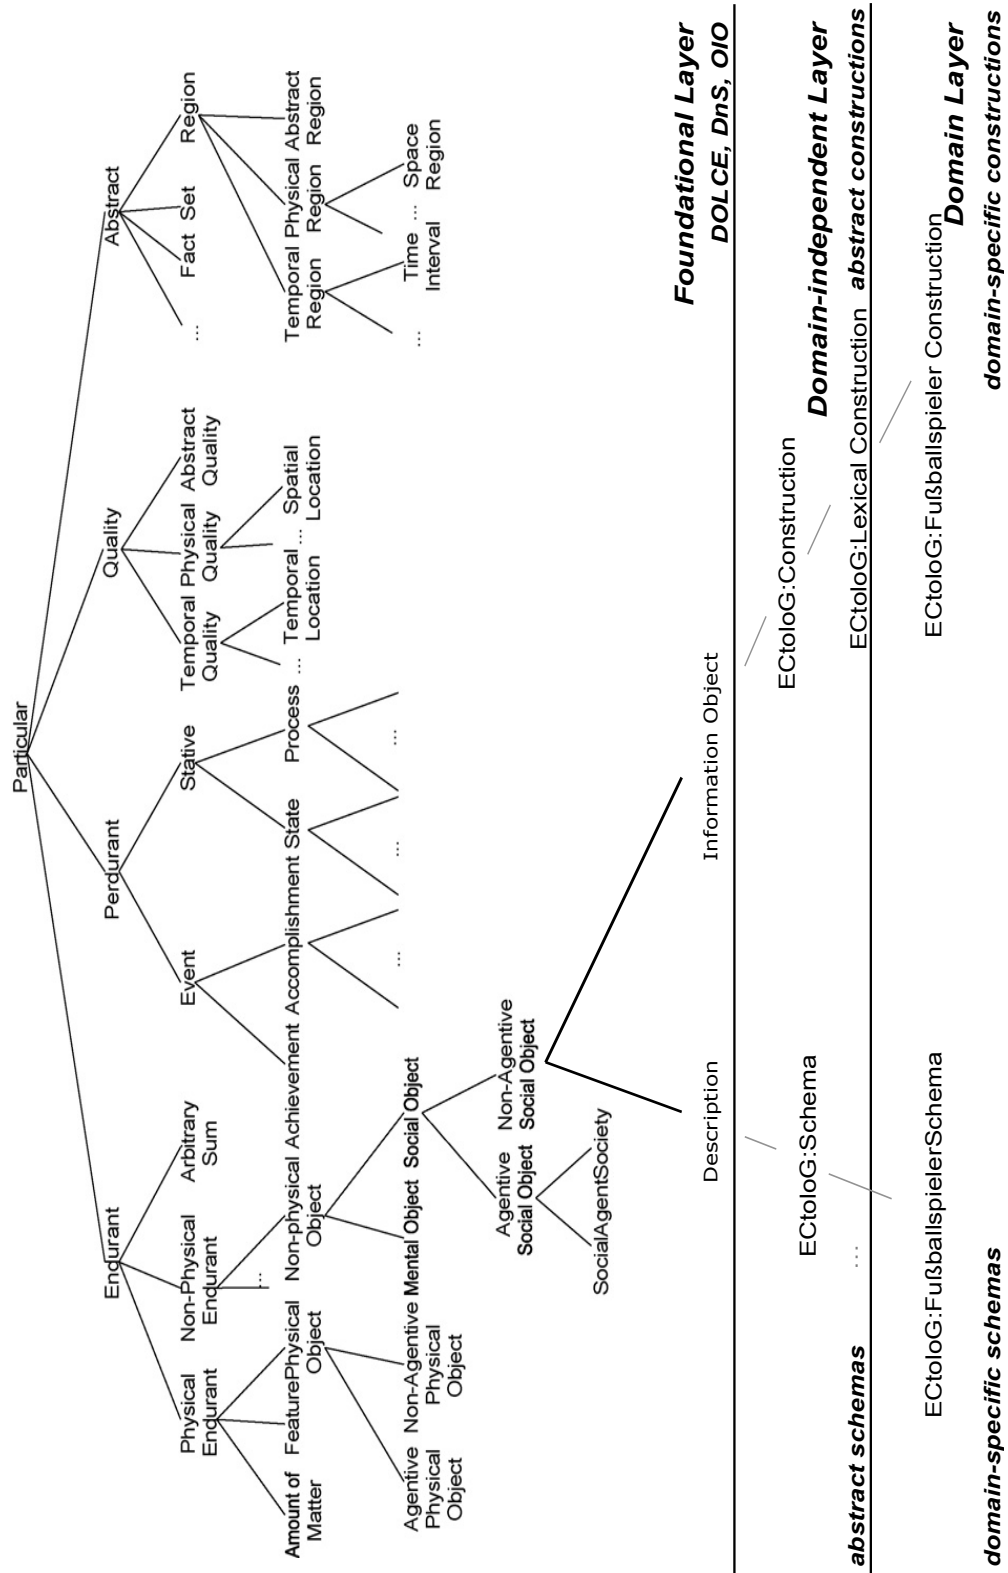 Particular
Endurant
Perdurant
Quality
Abstract
Physical
Endurant
Non-Physical
Endurant
Arbitrary
Sum
Event
Stative
Temporal
Quality
Physical
Quality
Abstract
Quality
...
Fact
Set
Region
Amount of
Matter
Feature
Physical
Object
...
Non-physical
Object
Achievement
Accomplishment
State
Process
...
Temporal
Location
...
Spatial
Location
Temporal
Region
Physical
Region
Abstract
Region
Agentive
Physical
Object
Non-Agentive
Physical
Object
Mental Object
Social Object
...
...
...
...
Time
Interval
...
Space
Region
Agentive
Social Object
Non-Agentive
Social Object
SocialAgent
Society
Foundational Layer
DOLCE, DnS, OIO
Description
Information Object
ECtoloG:Schema
ECtoloG:Construction
Domain-independent Layer
abstract schemas
...
ECtoloG:Lexical Construction
abstract constructions
ECtoloG:FußballspielerSchema
ECtoloG:Fußballspieler Construction
Domain Layer
domain-specific schemas
domain-specific constructions